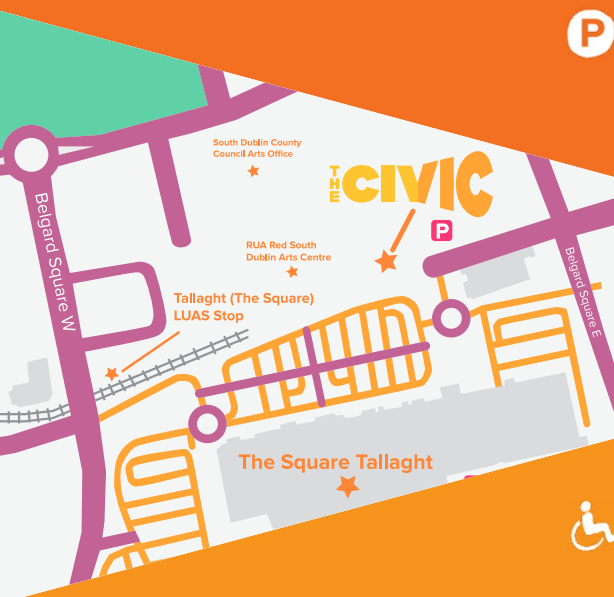 P
South Dublin County
Council Arts Office
THE CIVIC
P
RUA Red South
Dublin Arts Centre
Belgard Square W
Belgard Square E
Tallaght (The Square)
LUAS Stop
The Square Tallaght